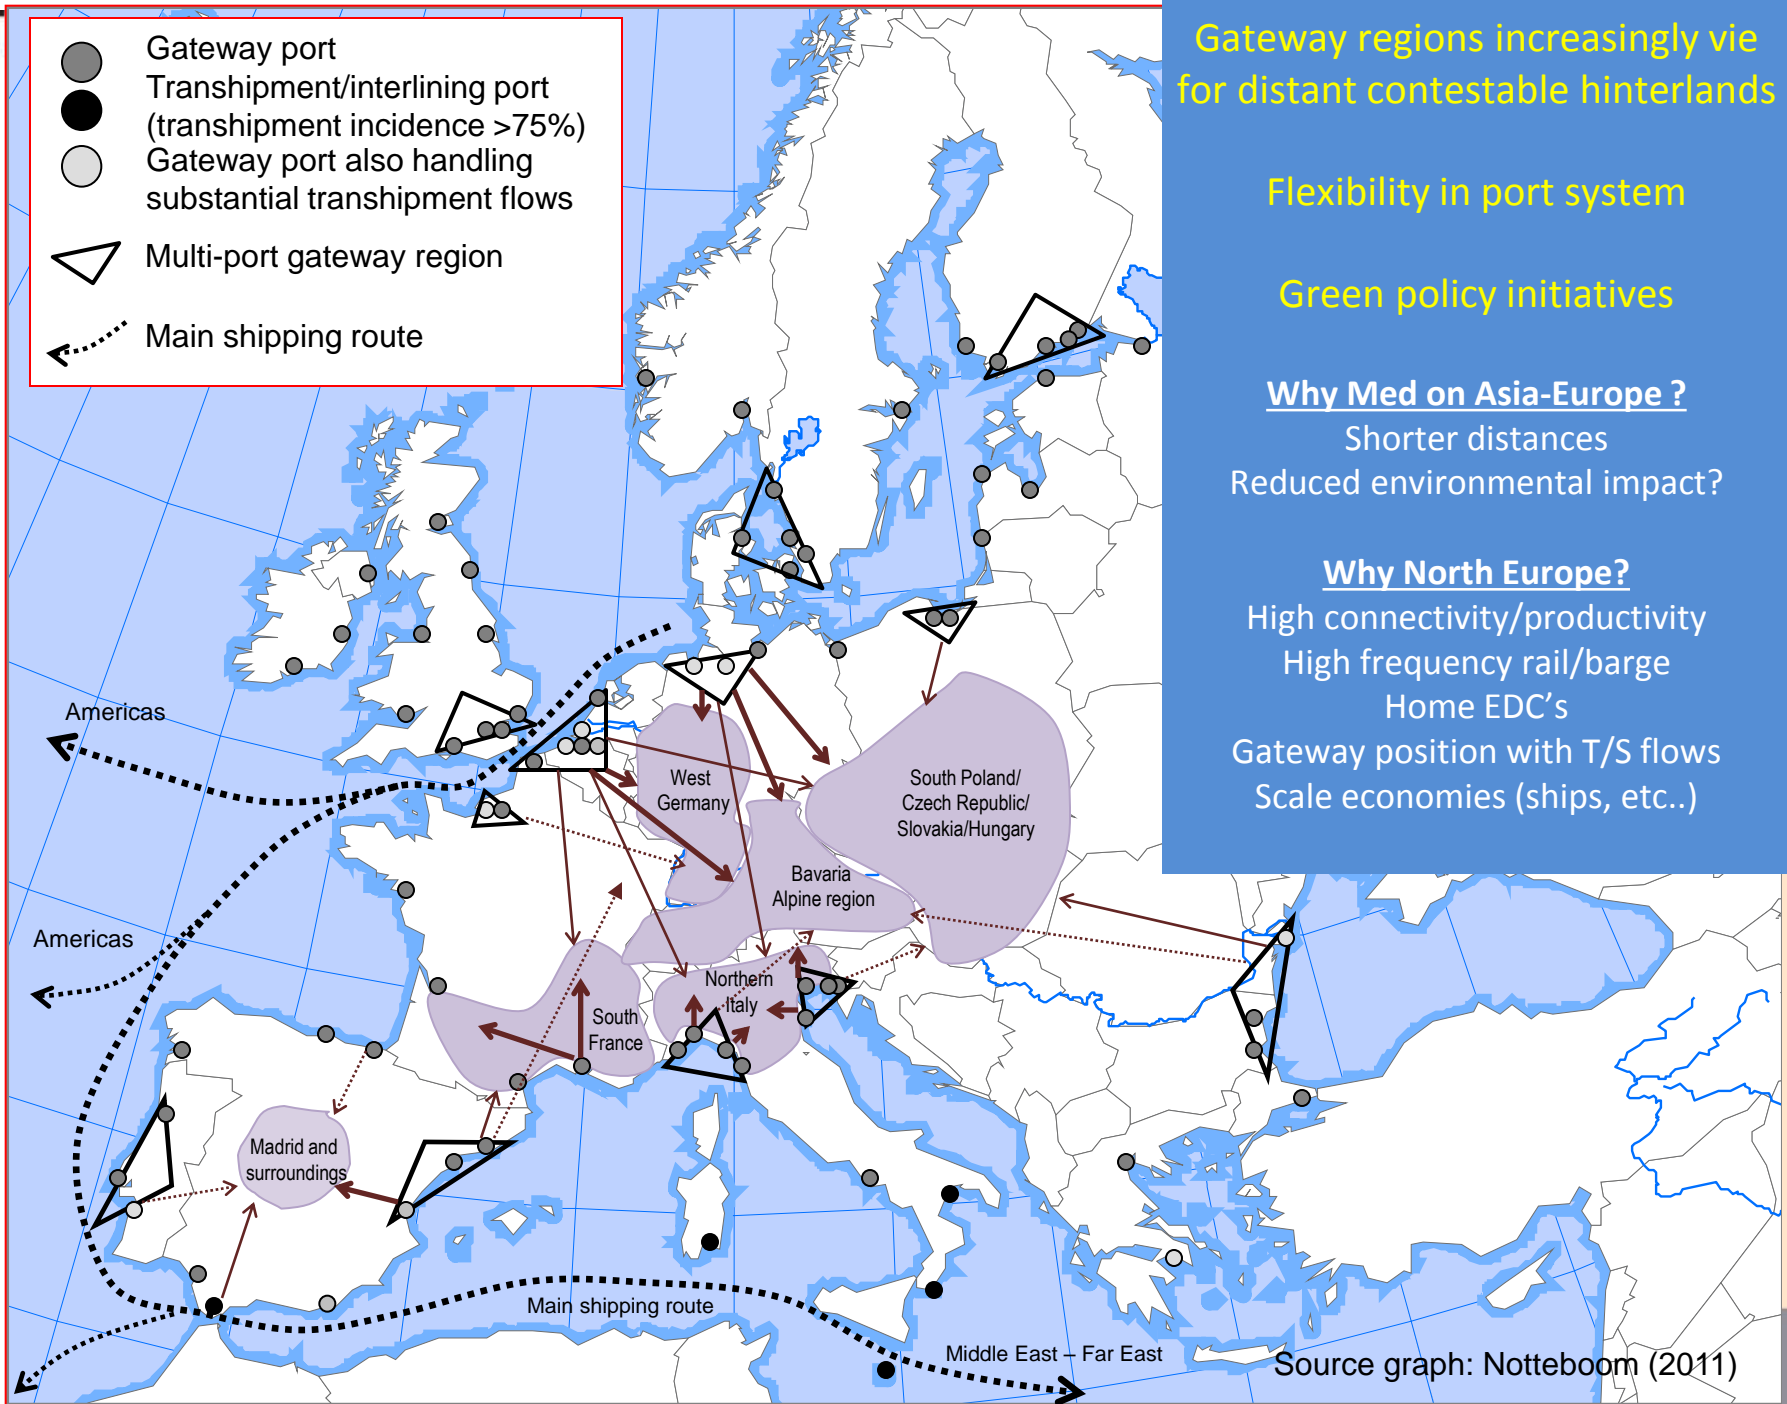 Gateway port
Transhipment/interlining port
(transhipment incidence >75%)
Gateway port also handling
substantial transhipment flows
Multi-port gateway region
Main shipping route
Gateway regions increasingly vie
for distant contestable hinterlands
Flexibility in port system
Green policy initiatives
Why Med on Asia-Europe ?
Shorter distances
Reduced environmental impact?
Why North Europe?
High connectivity/productivity
High frequency rail/barge
Home EDC’s
Gateway position with T/S flows
Scale economies (ships, etc..)
Americas
West
Germany
South Poland/
Czech Republic/
Slovakia/Hungary
Bavaria
Alpine region
Americas
Northern
Italy
South
France
Madrid and
surroundings
Main shipping route
Middle East – Far East
Source graph: Notteboom (2011)